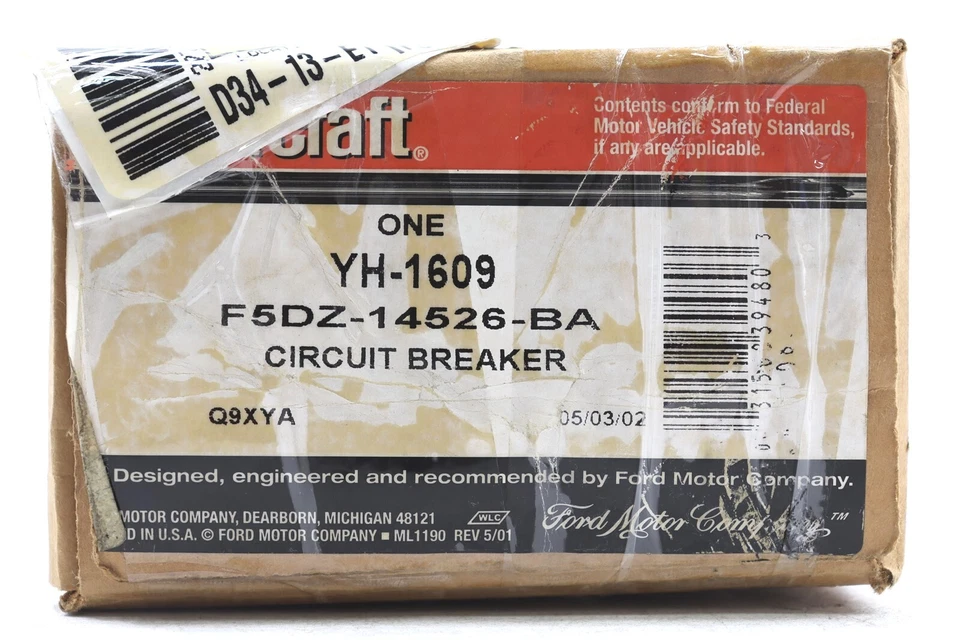 D34-13-E1
craft®
Contents conform to Federal
Motor Vehicle Safety Standards,
if any are applicable.
ONE
YH-1609
F5DZ-14526-BA
CIRCUIT BREAKER
Q9XYA
05/03/02
3
Designed, engineered and recommended by Ford Motor Company.
MOTOR COMPANY, DEARBORN, MICHIGAN 48121
WLC
D IN U.S.A. © FORD MOTOR COMPANY ■ ML1190 REV 5/01
Ford Motor Company™